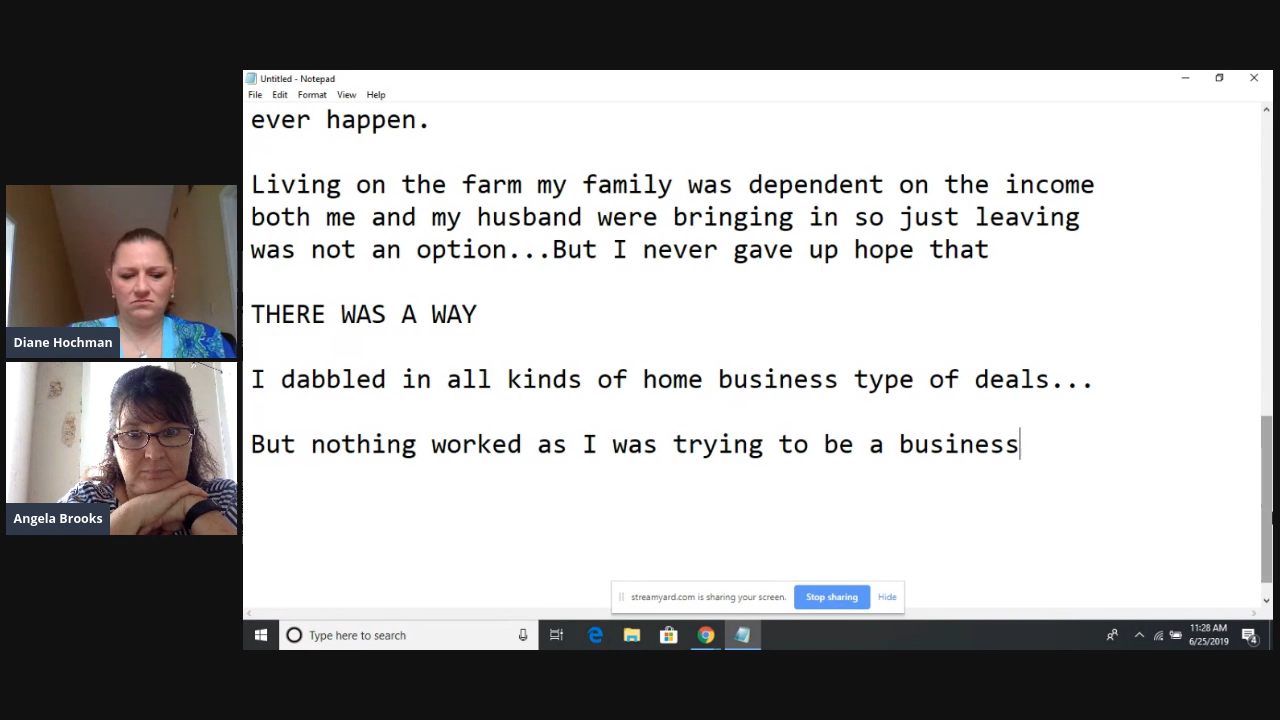 Untitled - Notepad
File Edit Format View Help
ever happen.
Living on the farm my family was dependent on the income
both me and my husband were bringing in so just leaving
was not an option...But I never gave up hope that
THERE WAS A WAY
I dabbled in all kinds of home business type of deals...
But nothing worked as I was trying to be a business
Diane Hochman
Angela Brooks
streamyard.com is sharing your screen. Stop sharing Hide
Type here to search
11:28 AM
6/25/2019
4